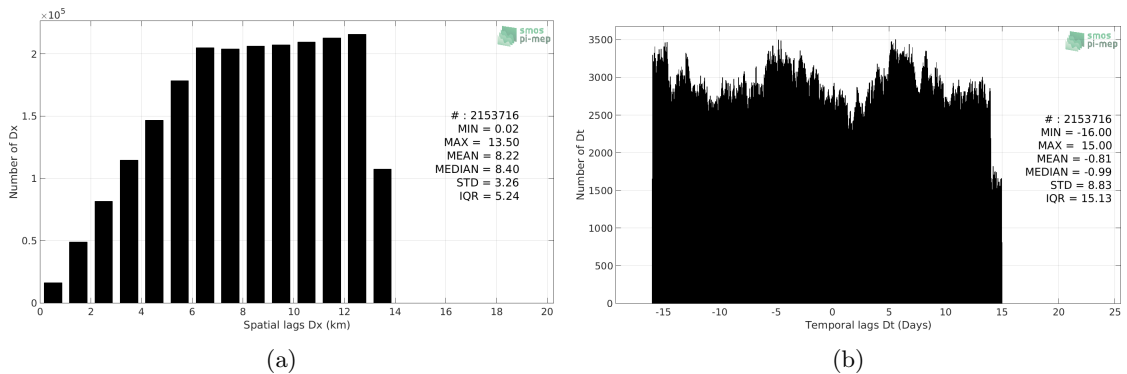 ×10⁵
2
1.5
1
0.5
0
0 2 4 6 8 10 12 14 16 18 20
Number of Dx
Spatial lags Dx (km)
smos
pi-mep
# : 2153716
MIN = 0.02
MAX = 13.50
MEAN = 8.22
MEDIAN = 8.40
STD = 3.26
IQR = 5.24
(a)
3500
3000
2500
2000
1500
1000
500
0
-15 -10 -5 0 5 10 15 20 25
Number of Dt
Temporal lags Dt (Days)
smos
pi-mep
# : 2153716
MIN = -16.00
MAX = 15.00
MEAN = -0.81
MEDIAN = -0.99
STD = 8.83
IQR = 15.13
(b)